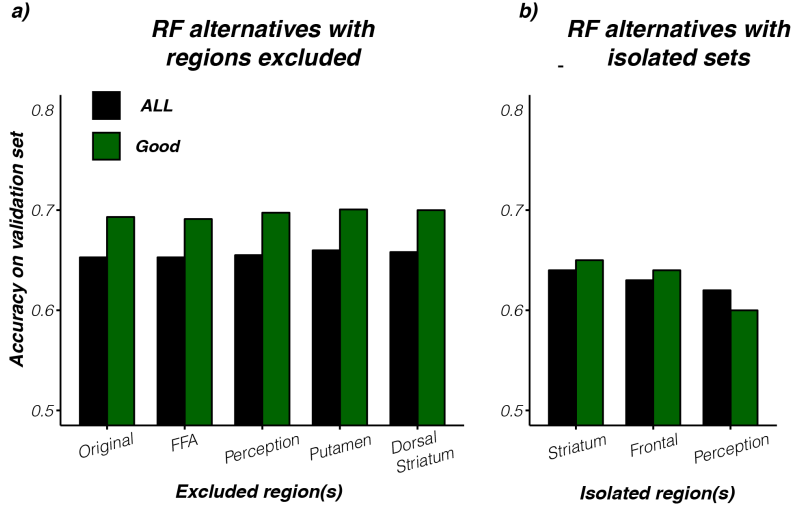 a)
RF alternatives with
regions excluded
ALL
Good
Accuracy on validation set
0.8
0.7
0.6
0.5
Original
FFA
Perception
Putamen
Dorsal
Striatum
Excluded region(s)
b)
RF alternatives with
- isolated sets
0.8
0.7
0.6
0.5
Striatum
Frontal
Perception
Isolated region(s)